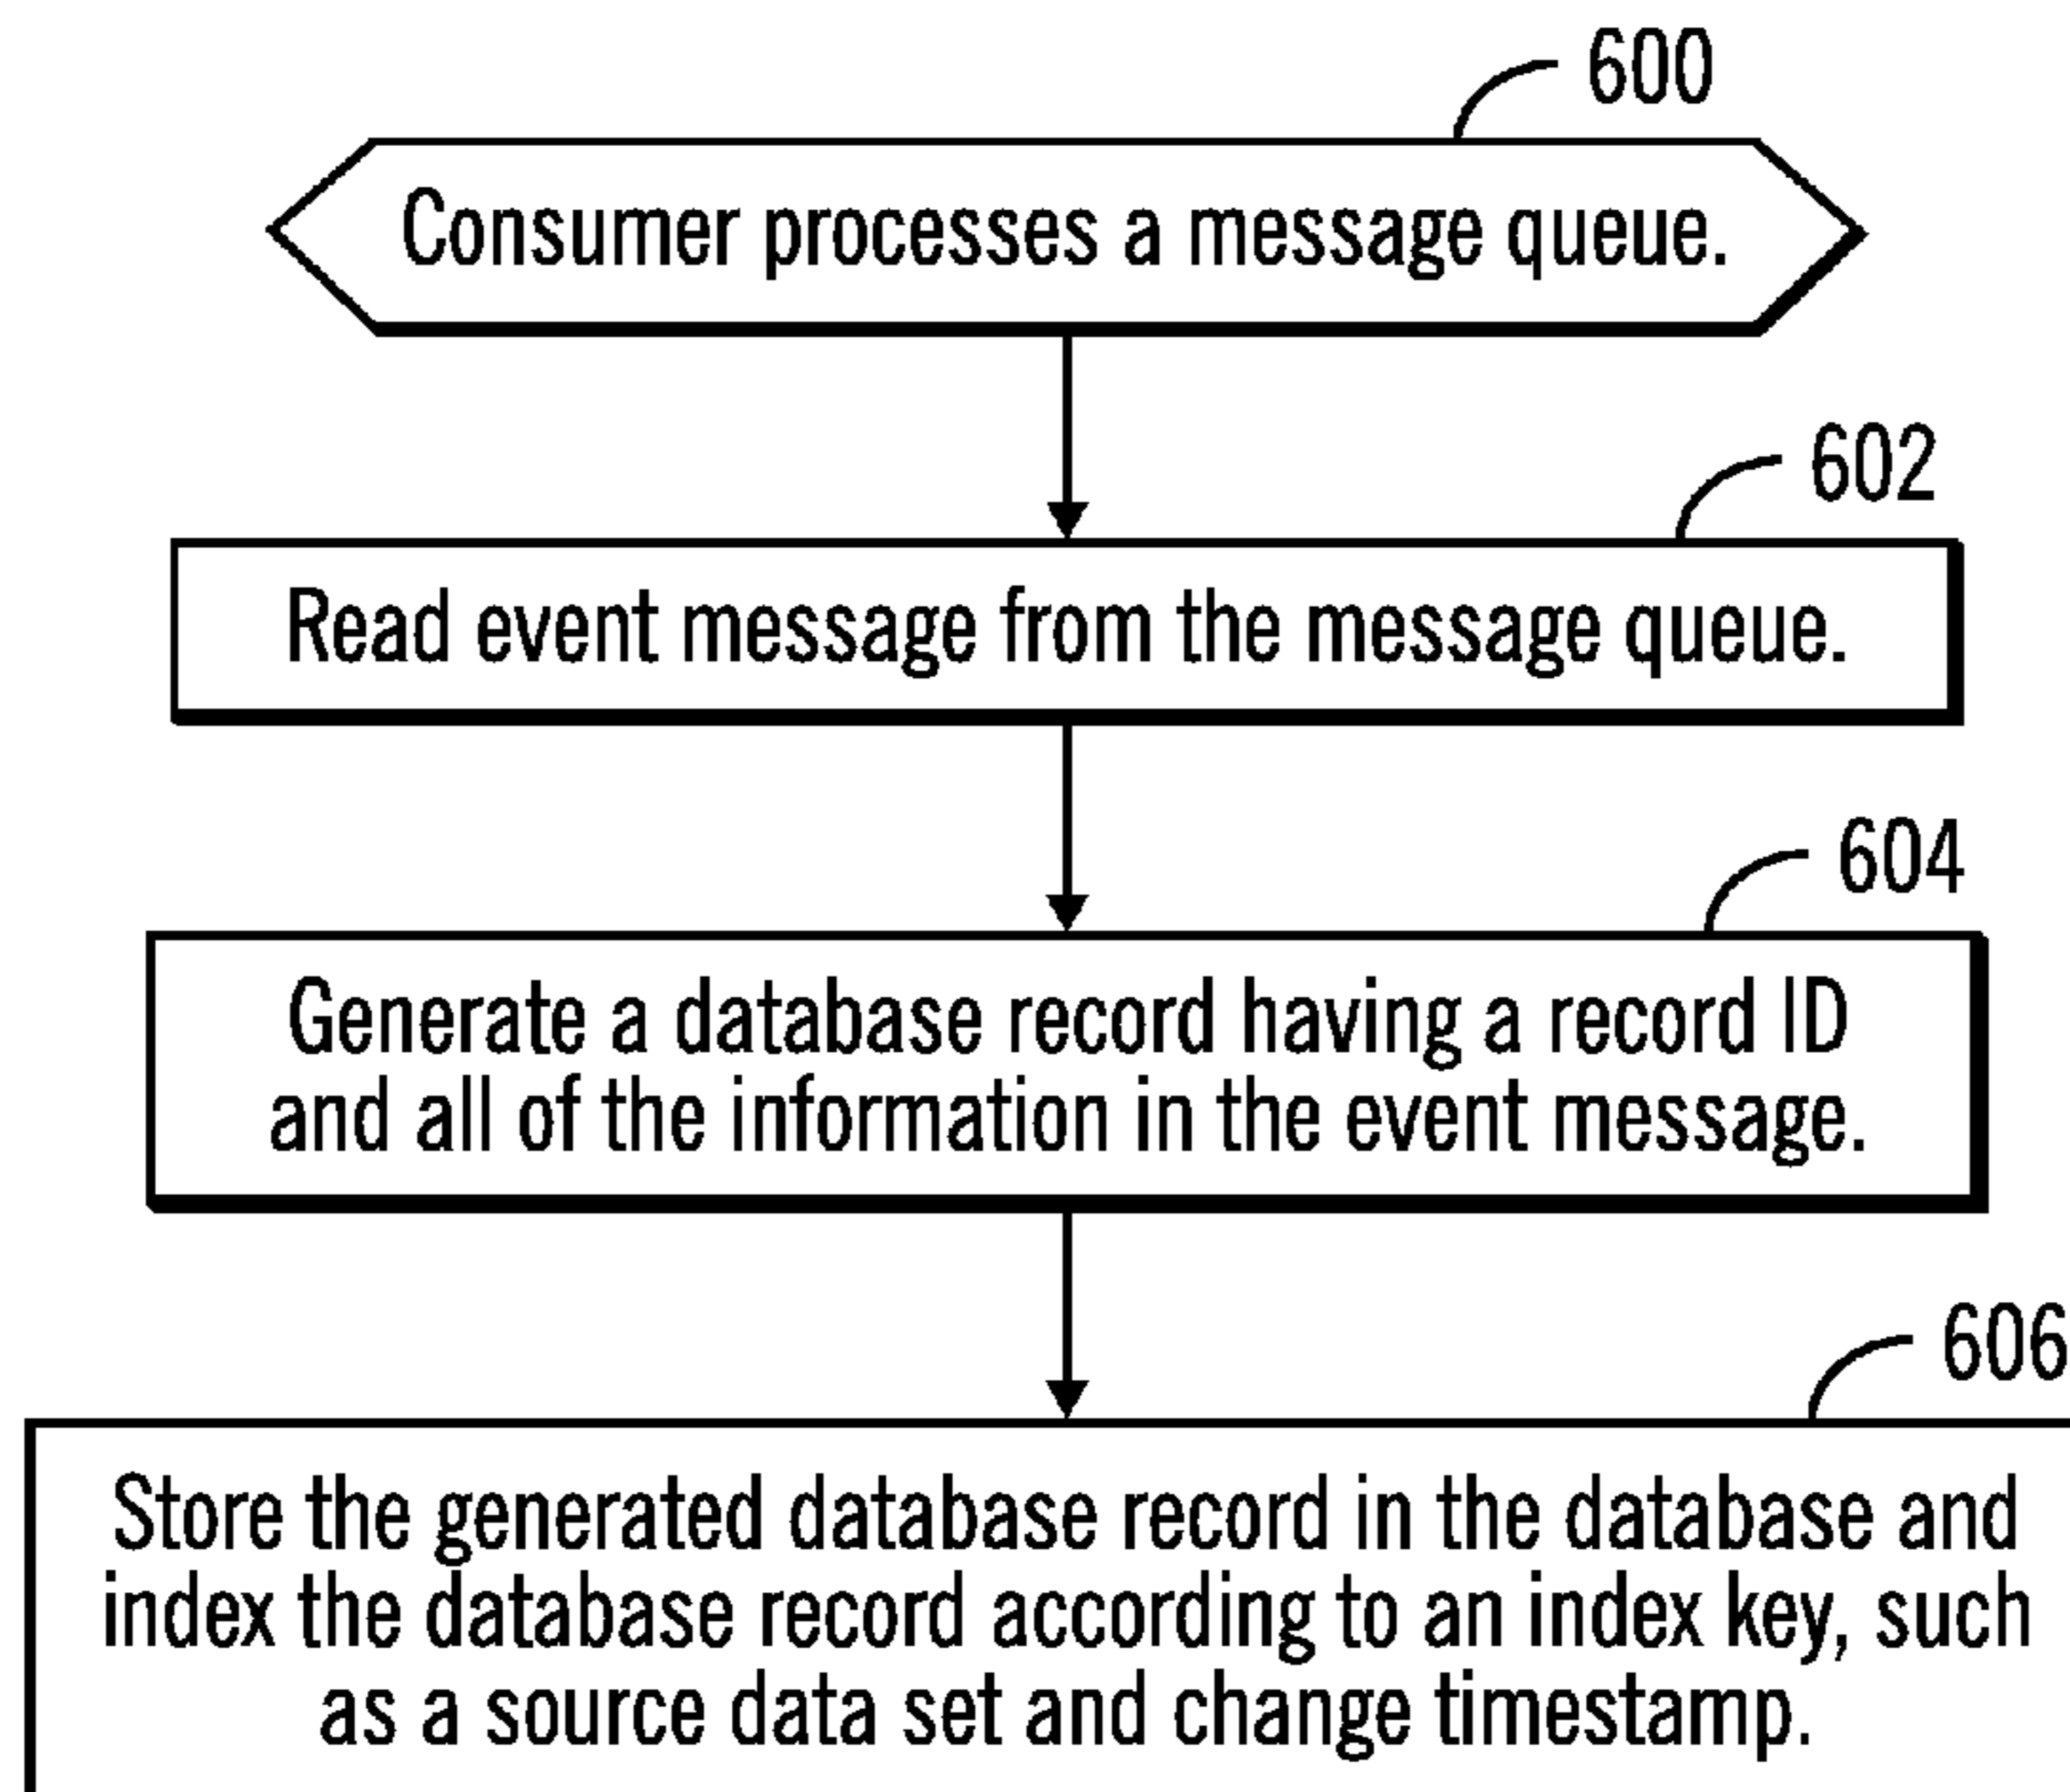 600
Consumer processes a message queue.
602
Read event message from the message queue.
604
Generate a database record having a record ID
and all of the information in the event message.
606
Store the generated database record in the database and
index the database record according to an index key, such
as a source data set and change timestamp.